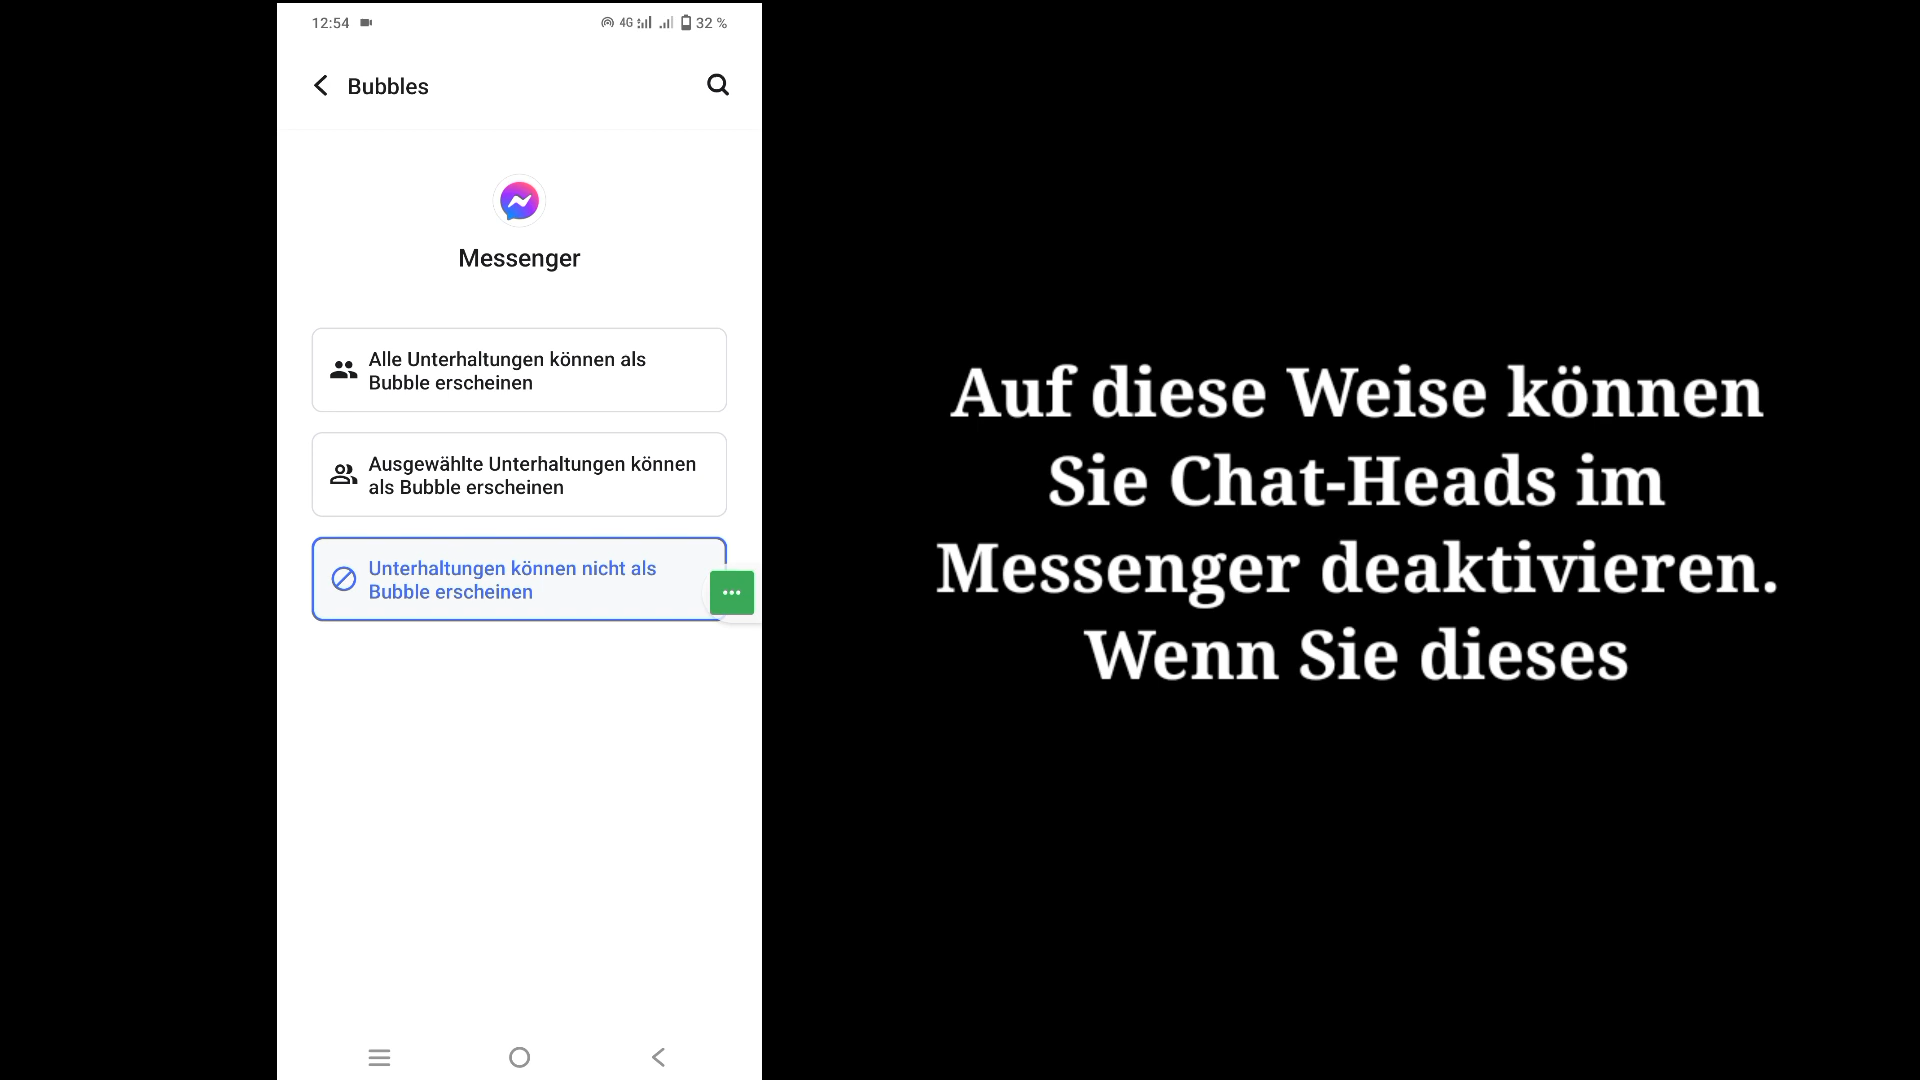 12:54
4G 32 %
Bubbles
Messenger
Alle Unterhaltungen können als
Bubble erscheinen
Ausgewählte Unterhaltungen können
als Bubble erscheinen
Unterhaltungen können nicht als
Bubble erscheinen
Auf diese Weise können
Sie Chat-Heads im
Messenger deaktivieren.
Wenn Sie dieses